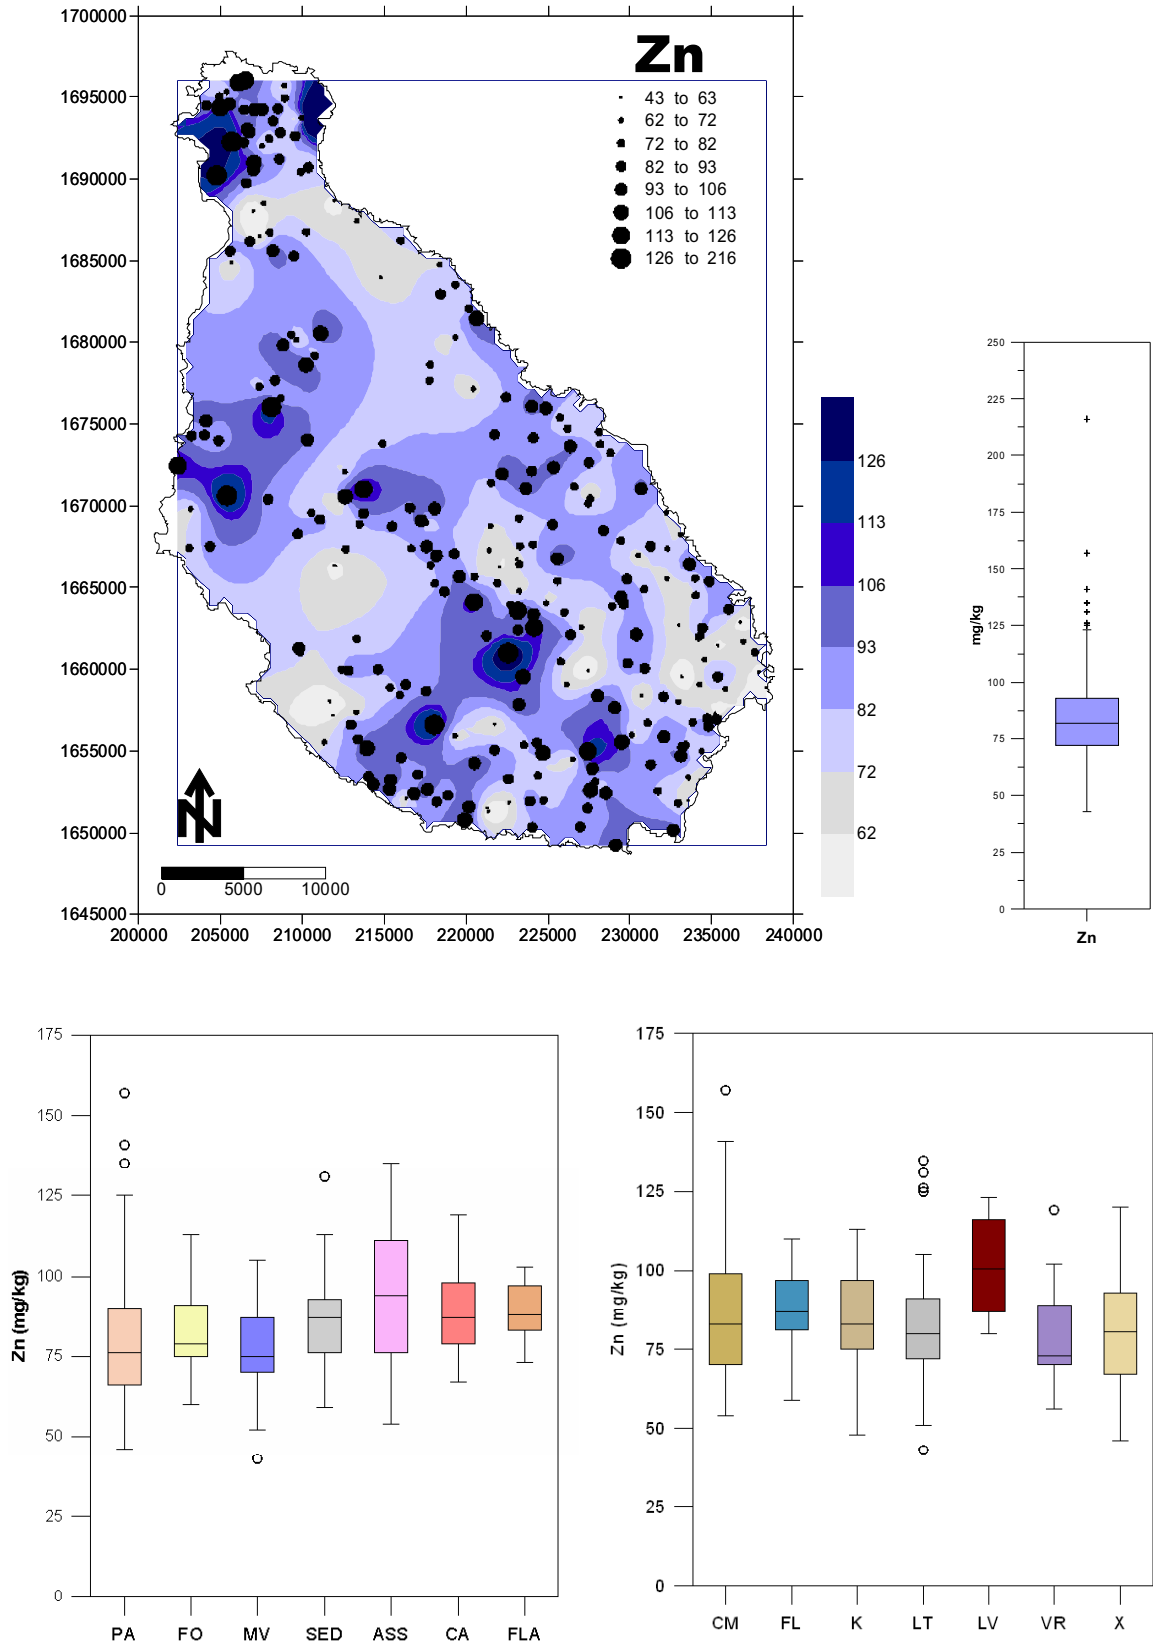 Zn
43 to 63
62 to 72
72 to 82
82 to 93
93 to 106
106 to 113
113 to 126
126 to 216
1700000
1695000
1690000
1685000
1680000
1675000
1670000
1665000
1660000
1655000
1650000
1645000
N
0 5000 10000
200000 205000 210000 215000 220000 225000 230000 235000 240000
126
113
106
93
82
72
62
250
225
200
175
150
125
100
75
50
25
0
mg/kg
Zn
175
150
125
100
75
50
25
0
Zn (mg/kg)
PA FO MV SED ASS CA FLA
175
150
125
100
75
50
25
0
Zn (mg/kg)
CM FL K LT LV VR X